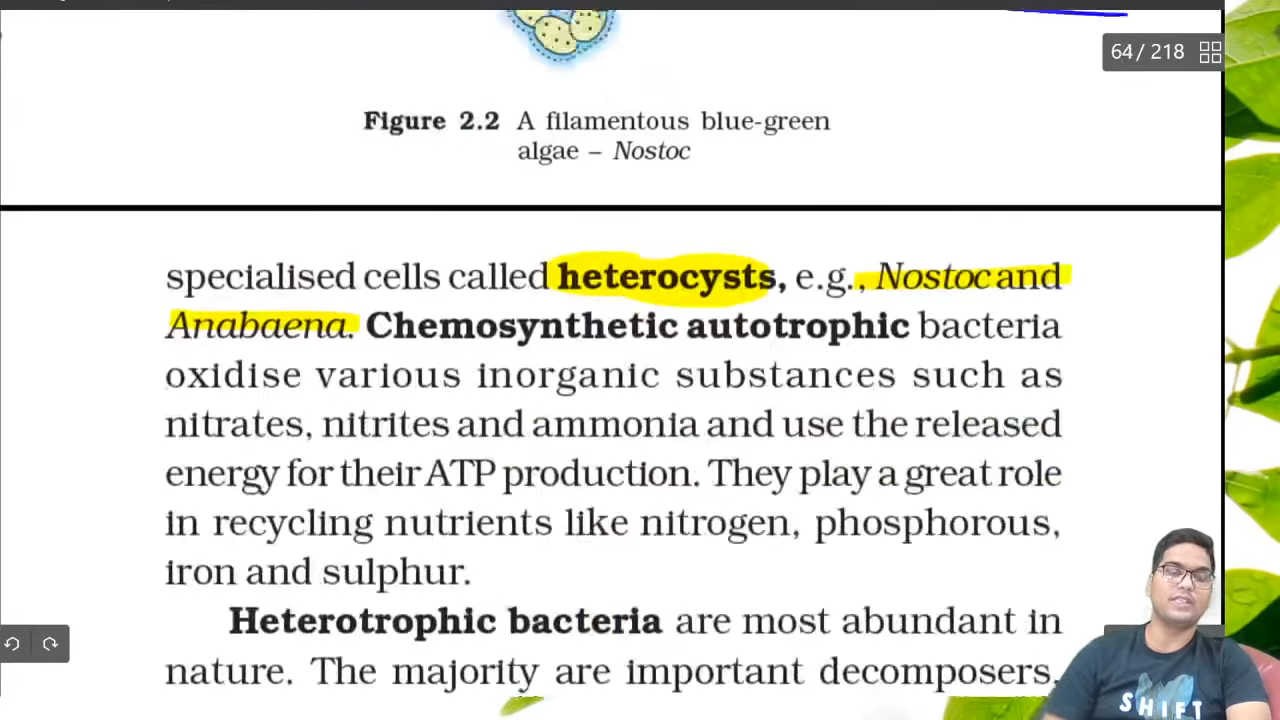 64 / 218
Figure 2.2 A filamentous blue-green
algae – Nostoc
specialised cells called heterocysts, e.g., Nostoc and
Anabaena. Chemosynthetic autotrophic bacteria
oxidise various inorganic substances such as
nitrates, nitrites and ammonia and use the released
energy for their ATP production. They play a great role
in recycling nutrients like nitrogen, phosphorous,
iron and sulphur.
Heterotrophic bacteria are most abundant in
nature. The majority are important decomposers.
SHIFT